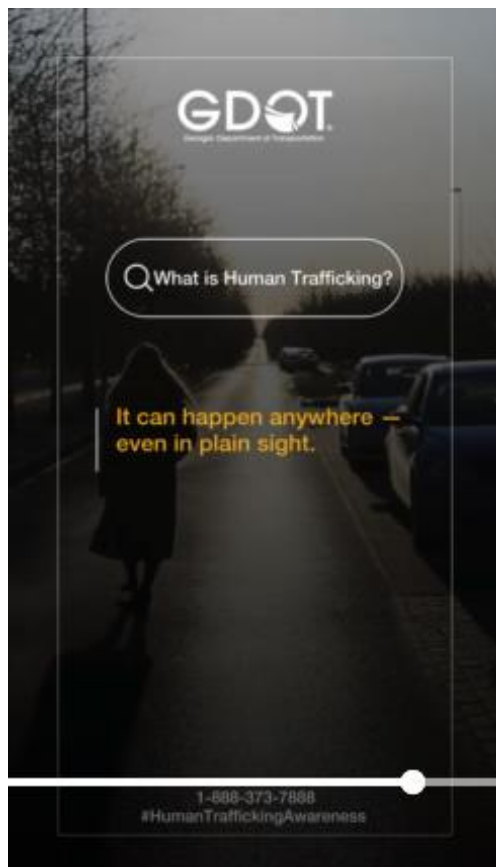 GDOT
Georgia Department of Transportation
What is Human Trafficking?
It can happen anywhere —
even in plain sight.
1-888-373-7888
#HumanTraffickingAwareness